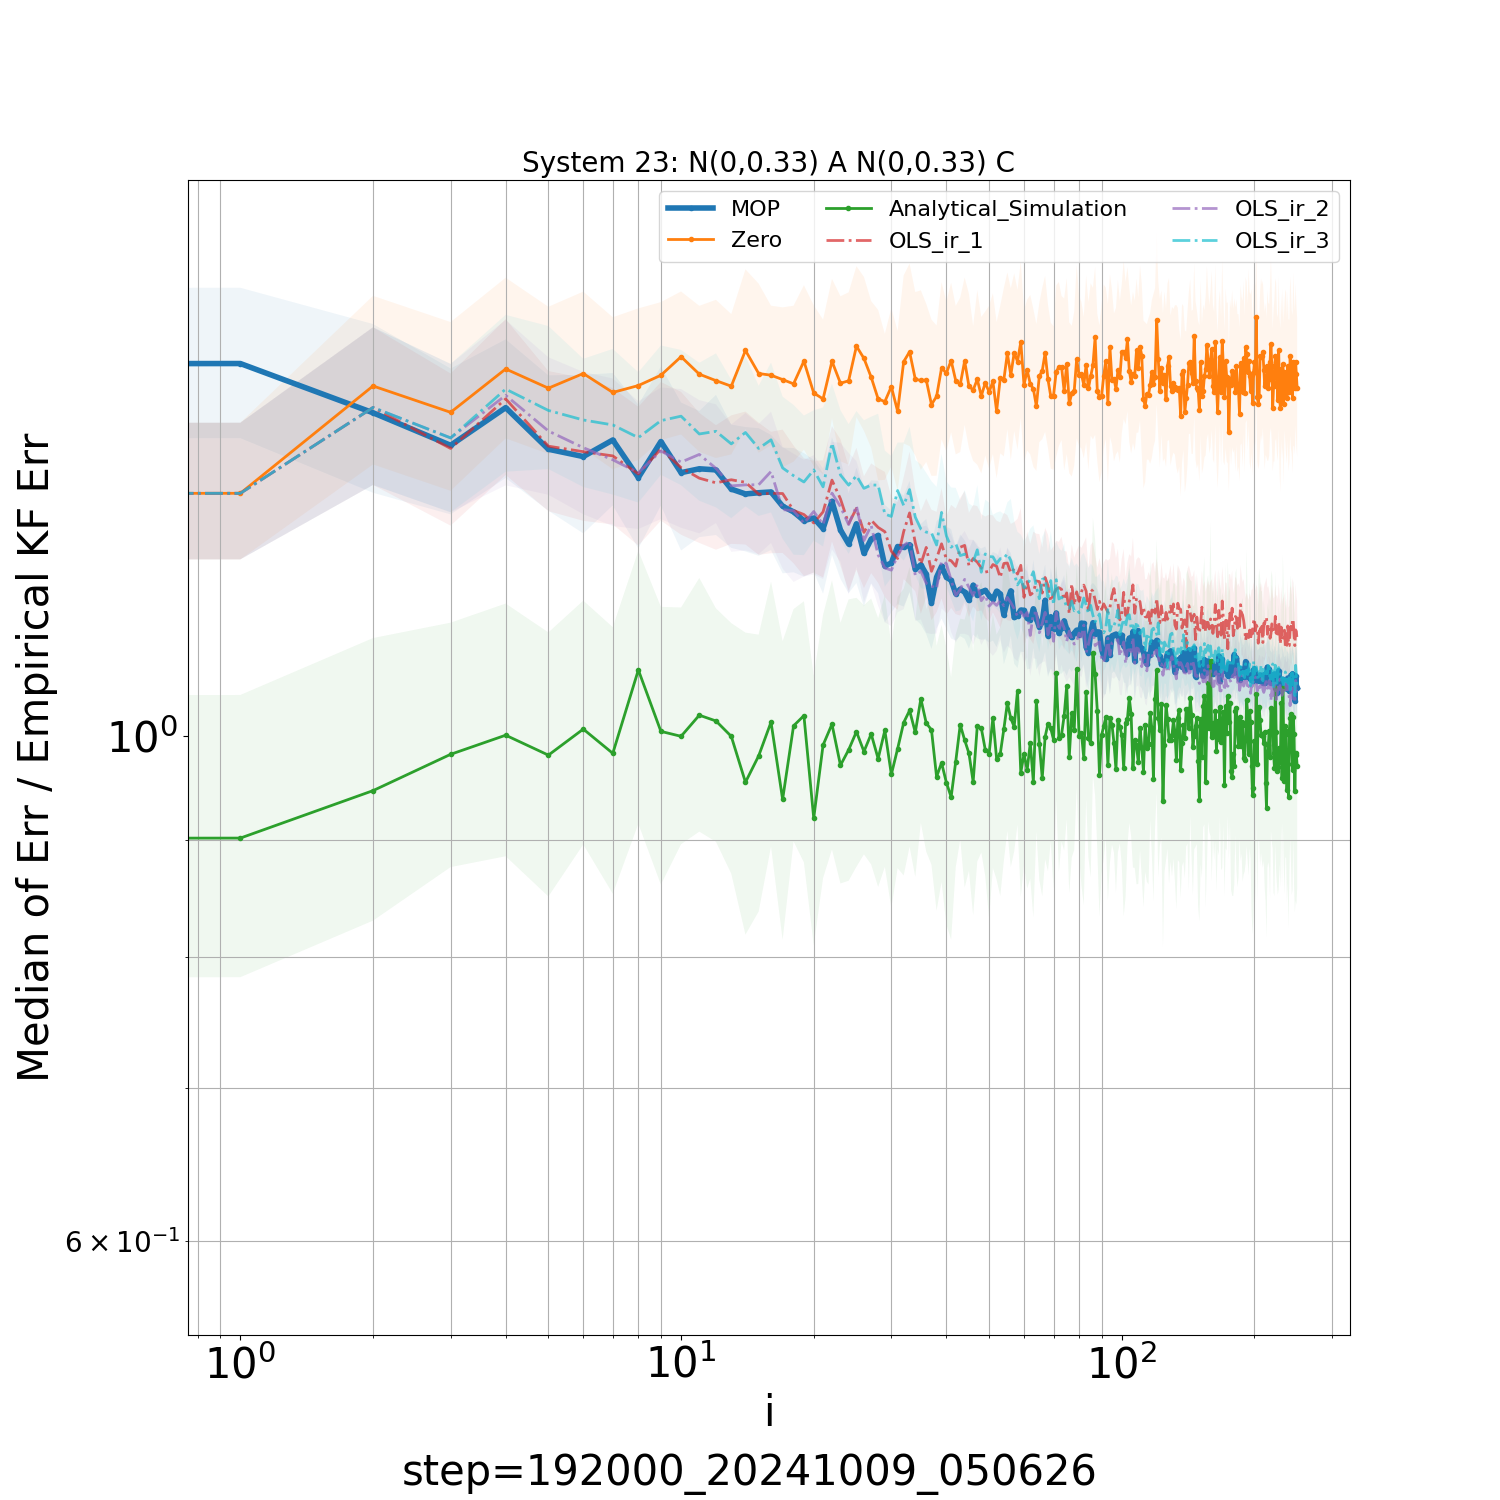 System 23: N(0,0.33) A N(0,0.33) C
MOP
Zero
Analytical_Simulation
OLS_ir_1
OLS_ir_2
OLS_ir_3
Median of Err / Empirical KF Err
10⁰
6 × 10⁻¹
10⁰ 10¹ 10²
i
step=192000_20241009_050626